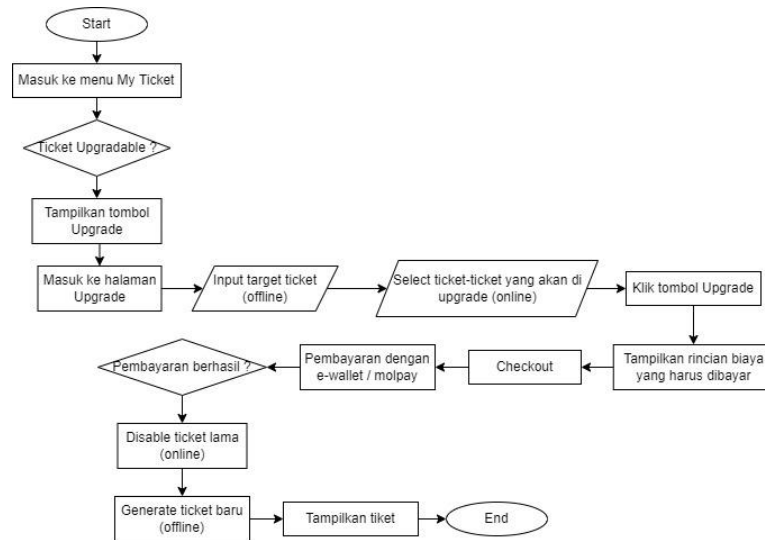 Start
Masuk ke menu My Ticket
Ticket Upgradable ?
Tampilkan tombol
Upgrade
Masuk ke halaman
Upgrade
Input target ticket
(offline)
Select ticket-ticket yang akan di
upgrade (online)
Klik tombol Upgrade
Tampilkan rincian biaya
yang harus dibayar
Checkout
Pembayaran dengan
e-wallet / molpay
Pembayaran berhasil ?
Disable ticket lama
(online)
Generate ticket baru
(offline)
Tampilkan tiket
End